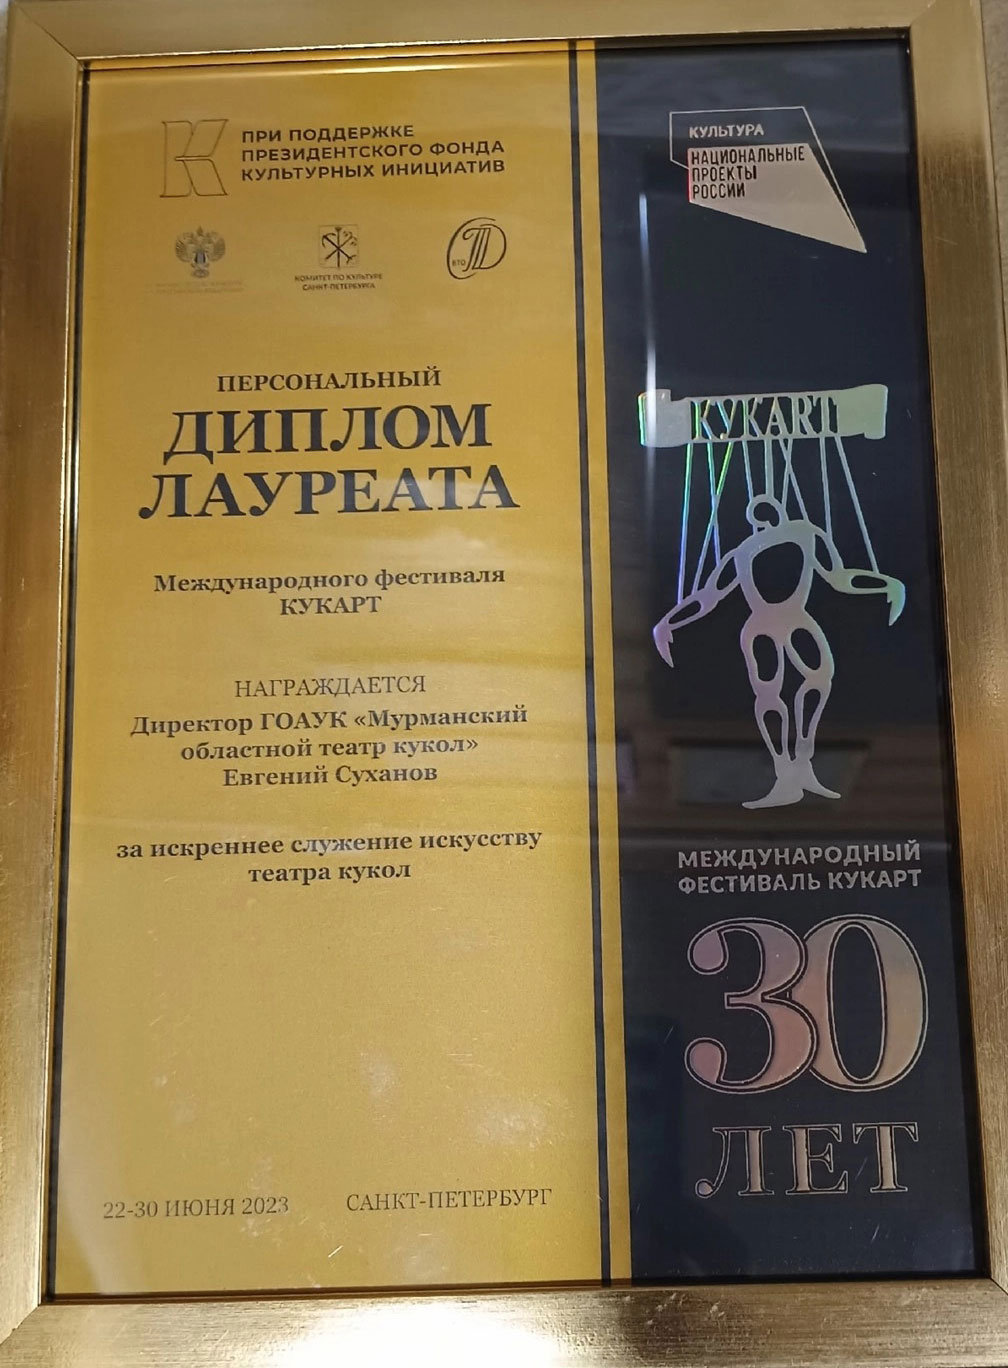 ПРИ ПОДДЕРЖКЕ
ПРЕЗИДЕНТСКОГО ФОНДА
КУЛЬТУРНЫХ ИНИЦИАТИВ
КОМИТЕТ ПО КУЛЬТУРЕ
САНКТ-ПЕТЕРБУРГА
ВТО
ПЕРСОНАЛЬНЫЙ
ДИПЛОМ
ЛАУРЕАТА
Международного фестиваля
КУКАРТ
НАГРАЖДАЕТСЯ
Директор ГОАУК «Мурманский
областной театр кукол»
Евгений Суханов
за искреннее служение искусству
театра кукол
22-30 ИЮНЯ 2023 САНКТ-ПЕТЕРБУРГ
КУЛЬТУРА
НАЦИОНАЛЬНЫЕ
ПРОЕКТЫ
РОССИИ
КУКАRТ
МЕЖДУНАРОДНЫЙ
ФЕСТИВАЛЬ КУКАРТ
30
ЛЕТ